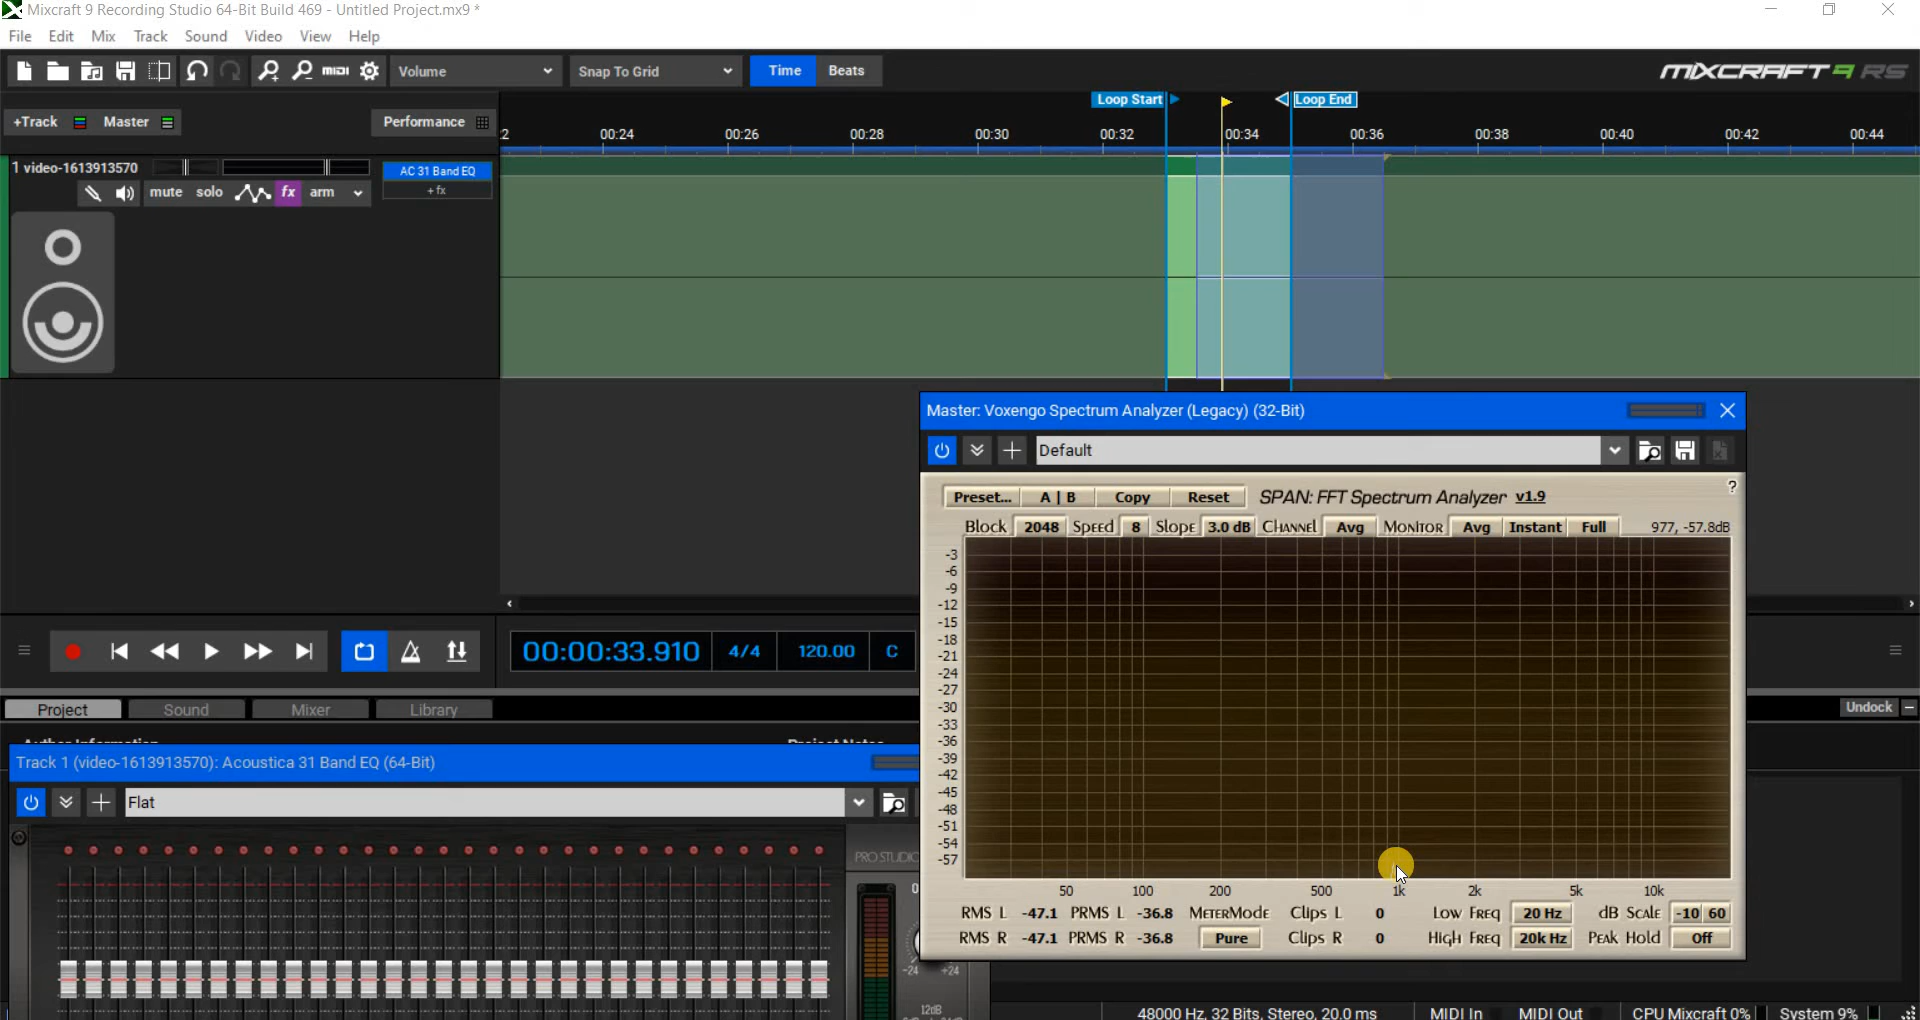 Mixcraft 9 Recording Studio 64-Bit Build 469 - Untitled Project.mx9 *
File Edit Mix Track Sound Video View Help
MIDI Volume Snap To Grid Time Beats MIXCRAFT 9 RS
Loop Start Loop End
+Track Master Performance
2 00:24 00:26 00:28 00:30 00:32 00:34 00:36 00:38 00:40 00:42 00:44
1 video-1613913570 AC 31 Band EQ
mute solo fx arm + fx
Master: Voxengo Spectrum Analyzer (Legacy) (32-Bit)
Default
Preset... A | B Copy Reset SPAN: FFT Spectrum Analyzer v1.9 ?
Block 2048 Speed 8 Slope 3.0 dB Channel Avg Monitor Avg Instant Full 977, -57.8dB
-3
-6
-9
-12
-15
-18
-21
-24
-27
-30
-33
-36
-39
-42
-45
-48
-51
-54
-57
50 100 200 500 1k 2k 5k 10k
RMS L -47.1 PRMS L -36.8 MeterMode Clips L 0 Low Freq 20 Hz dB Scale -10 60
RMS R -47.1 PRMS R -36.8 Pure Clips R 0 High Freq 20k Hz Peak Hold Off
00:00:33.910 4/4 120.00 C
Project Sound Mixer Library Undock
Track 1 (video-1613913570): Acoustica 31 Band EQ (64-Bit)
Flat
PRO STUDIO
0
-24 +24
12dB
48000 Hz, 32 Bits, Stereo, 20.0 ms MIDI In MIDI Out CPU Mixcraft 0% System 9%